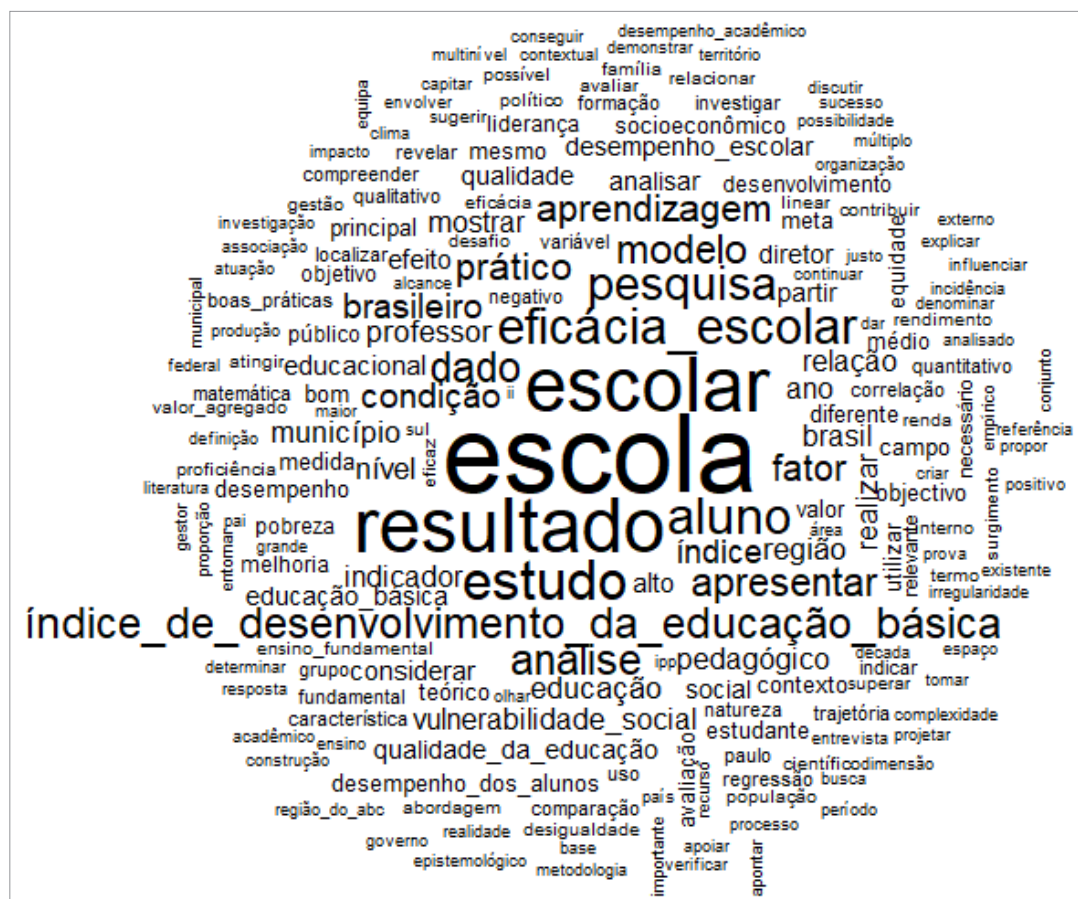 conseguir desempenho_acadêmico
multinível contextual demonstrar território
capitar possível família relacionar
avaliar discutir
equipa envolver político formação investigar sucesso
sugerir liderança socioeconômico possibilidade
clima múltiplo
impacto revelar mesmo desempenho_escolar organização
compreender qualidade analisar desenvolvimento
gestão qualitativo eficácia aprendizagem linear contribuir
investigação principal mostrar meta externo
associação localizar efeito desafio variável modelo diretor justo equidade explicar
atuação objetivo alcance prático pesquisa continuar influenciar
boas_práticas brasileiro negativo partir incidência
municipal denominar
produção público professor eficácia_escolar dar rendimento
federal atingir educacional dado médio analisado
relação quantitativo conjunto
matemática bom condição ii escolar ano correlação
valor_agregado maior diferente renda necessário empírico referência
definição município sul brasil campo propor
proficiência medida nível eficaz escola fator criar
literatura desempenho realizar objectivo positivo
gestor proporção pai pobreza resultado aluno valor
entornar grande área interno surgimento
melhoria índice região utilizar relevante prova
indicador estudo alto apresentar termo existente
educação_básica irregularidade
índice_de_desenvolvimento_da_educação_básica
ensino_fundamental análise década espaço
determinar grupo considerar ipp pedagógico indicar
resposta fundamental teórico olhar educação social contexto superar tomar
característica vulnerabilidade_social natureza trajetória complexidade
acadêmico ensino estudante entrevista projetar
construção qualidade_da_educação avaliação paulo científico dimensão
desempenho_dos_alunos uso recurso regressão busca
região_do_abc abordagem comparação país população período
governo realidade desigualdade processo
base importante apoiar
epistemológico metodologia verificar apontar